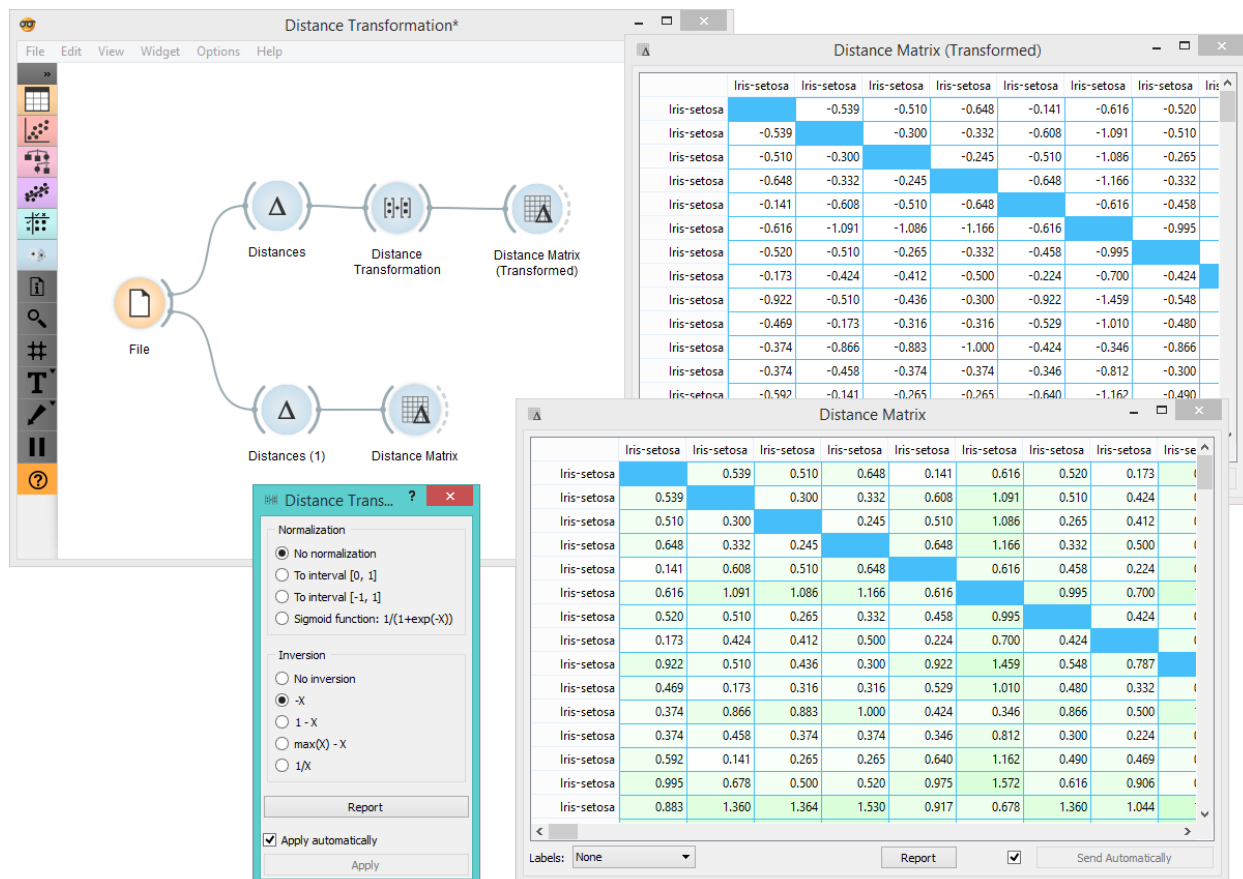 Distance Transformation*
File Edit View Widget Options Help
»
Distances
Distance
Transformation
Distance Matrix
(Transformed)
File
Distances (1)
Distance Matrix
Distance Matrix (Transformed)
Iris-setosa Iris-setosa Iris-setosa Iris-setosa Iris-setosa Iris-setosa Iris-setosa Iris
Iris-setosa -0.539 -0.510 -0.648 -0.141 -0.616 -0.520
Iris-setosa -0.539 -0.300 -0.332 -0.608 -1.091 -0.510
Iris-setosa -0.510 -0.300 -0.245 -0.510 -1.086 -0.265
Iris-setosa -0.648 -0.332 -0.245 -0.648 -1.166 -0.332
Iris-setosa -0.141 -0.608 -0.510 -0.648 -0.616 -0.458
Iris-setosa -0.616 -1.091 -1.086 -1.166 -0.616 -0.995
Iris-setosa -0.520 -0.510 -0.265 -0.332 -0.458 -0.995
Iris-setosa -0.173 -0.424 -0.412 -0.500 -0.224 -0.700 -0.424
Iris-setosa -0.922 -0.510 -0.436 -0.300 -0.922 -1.459 -0.548
Iris-setosa -0.469 -0.173 -0.316 -0.316 -0.529 -1.010 -0.480
Iris-setosa -0.374 -0.866 -0.883 -1.000 -0.424 -0.346 -0.866
Iris-setosa -0.374 -0.458 -0.374 -0.374 -0.346 -0.812 -0.300
Iris-setosa -0.592 -0.141 -0.265 -0.265 -0.640 -1.162 -0.490
Distance Matrix
Iris-setosa Iris-setosa Iris-setosa Iris-setosa Iris-setosa Iris-setosa Iris-setosa Iris-setosa Iris-se
Iris-setosa 0.539 0.510 0.648 0.141 0.616 0.520 0.173
Iris-setosa 0.539 0.300 0.332 0.608 1.091 0.510 0.424
Iris-setosa 0.510 0.300 0.245 0.510 1.086 0.265 0.412
Iris-setosa 0.648 0.332 0.245 0.648 1.166 0.332 0.500
Iris-setosa 0.141 0.608 0.510 0.648 0.616 0.458 0.224
Iris-setosa 0.616 1.091 1.086 1.166 0.616 0.995 0.700
Iris-setosa 0.520 0.510 0.265 0.332 0.458 0.995 0.424
Iris-setosa 0.173 0.424 0.412 0.500 0.224 0.700 0.424
Iris-setosa 0.922 0.510 0.436 0.300 0.922 1.459 0.548 0.787
Iris-setosa 0.469 0.173 0.316 0.316 0.529 1.010 0.480 0.332
Iris-setosa 0.374 0.866 0.883 1.000 0.424 0.346 0.866 0.500
Iris-setosa 0.374 0.458 0.374 0.374 0.346 0.812 0.300 0.224
Iris-setosa 0.592 0.141 0.265 0.265 0.640 1.162 0.490 0.469
Iris-setosa 0.995 0.678 0.500 0.520 0.975 1.572 0.616 0.906
Iris-setosa 0.883 1.360 1.364 1.530 0.917 0.678 1.360 1.044
Labels: None Report Send Automatically
Distance Trans... ?
Normalization
No normalization
To interval [0, 1]
To interval [-1, 1]
Sigmoid function: 1/(1+exp(-X))
Inversion
No inversion
-X
1 - X
max(X) - X
1/X
Report
Apply automatically
Apply